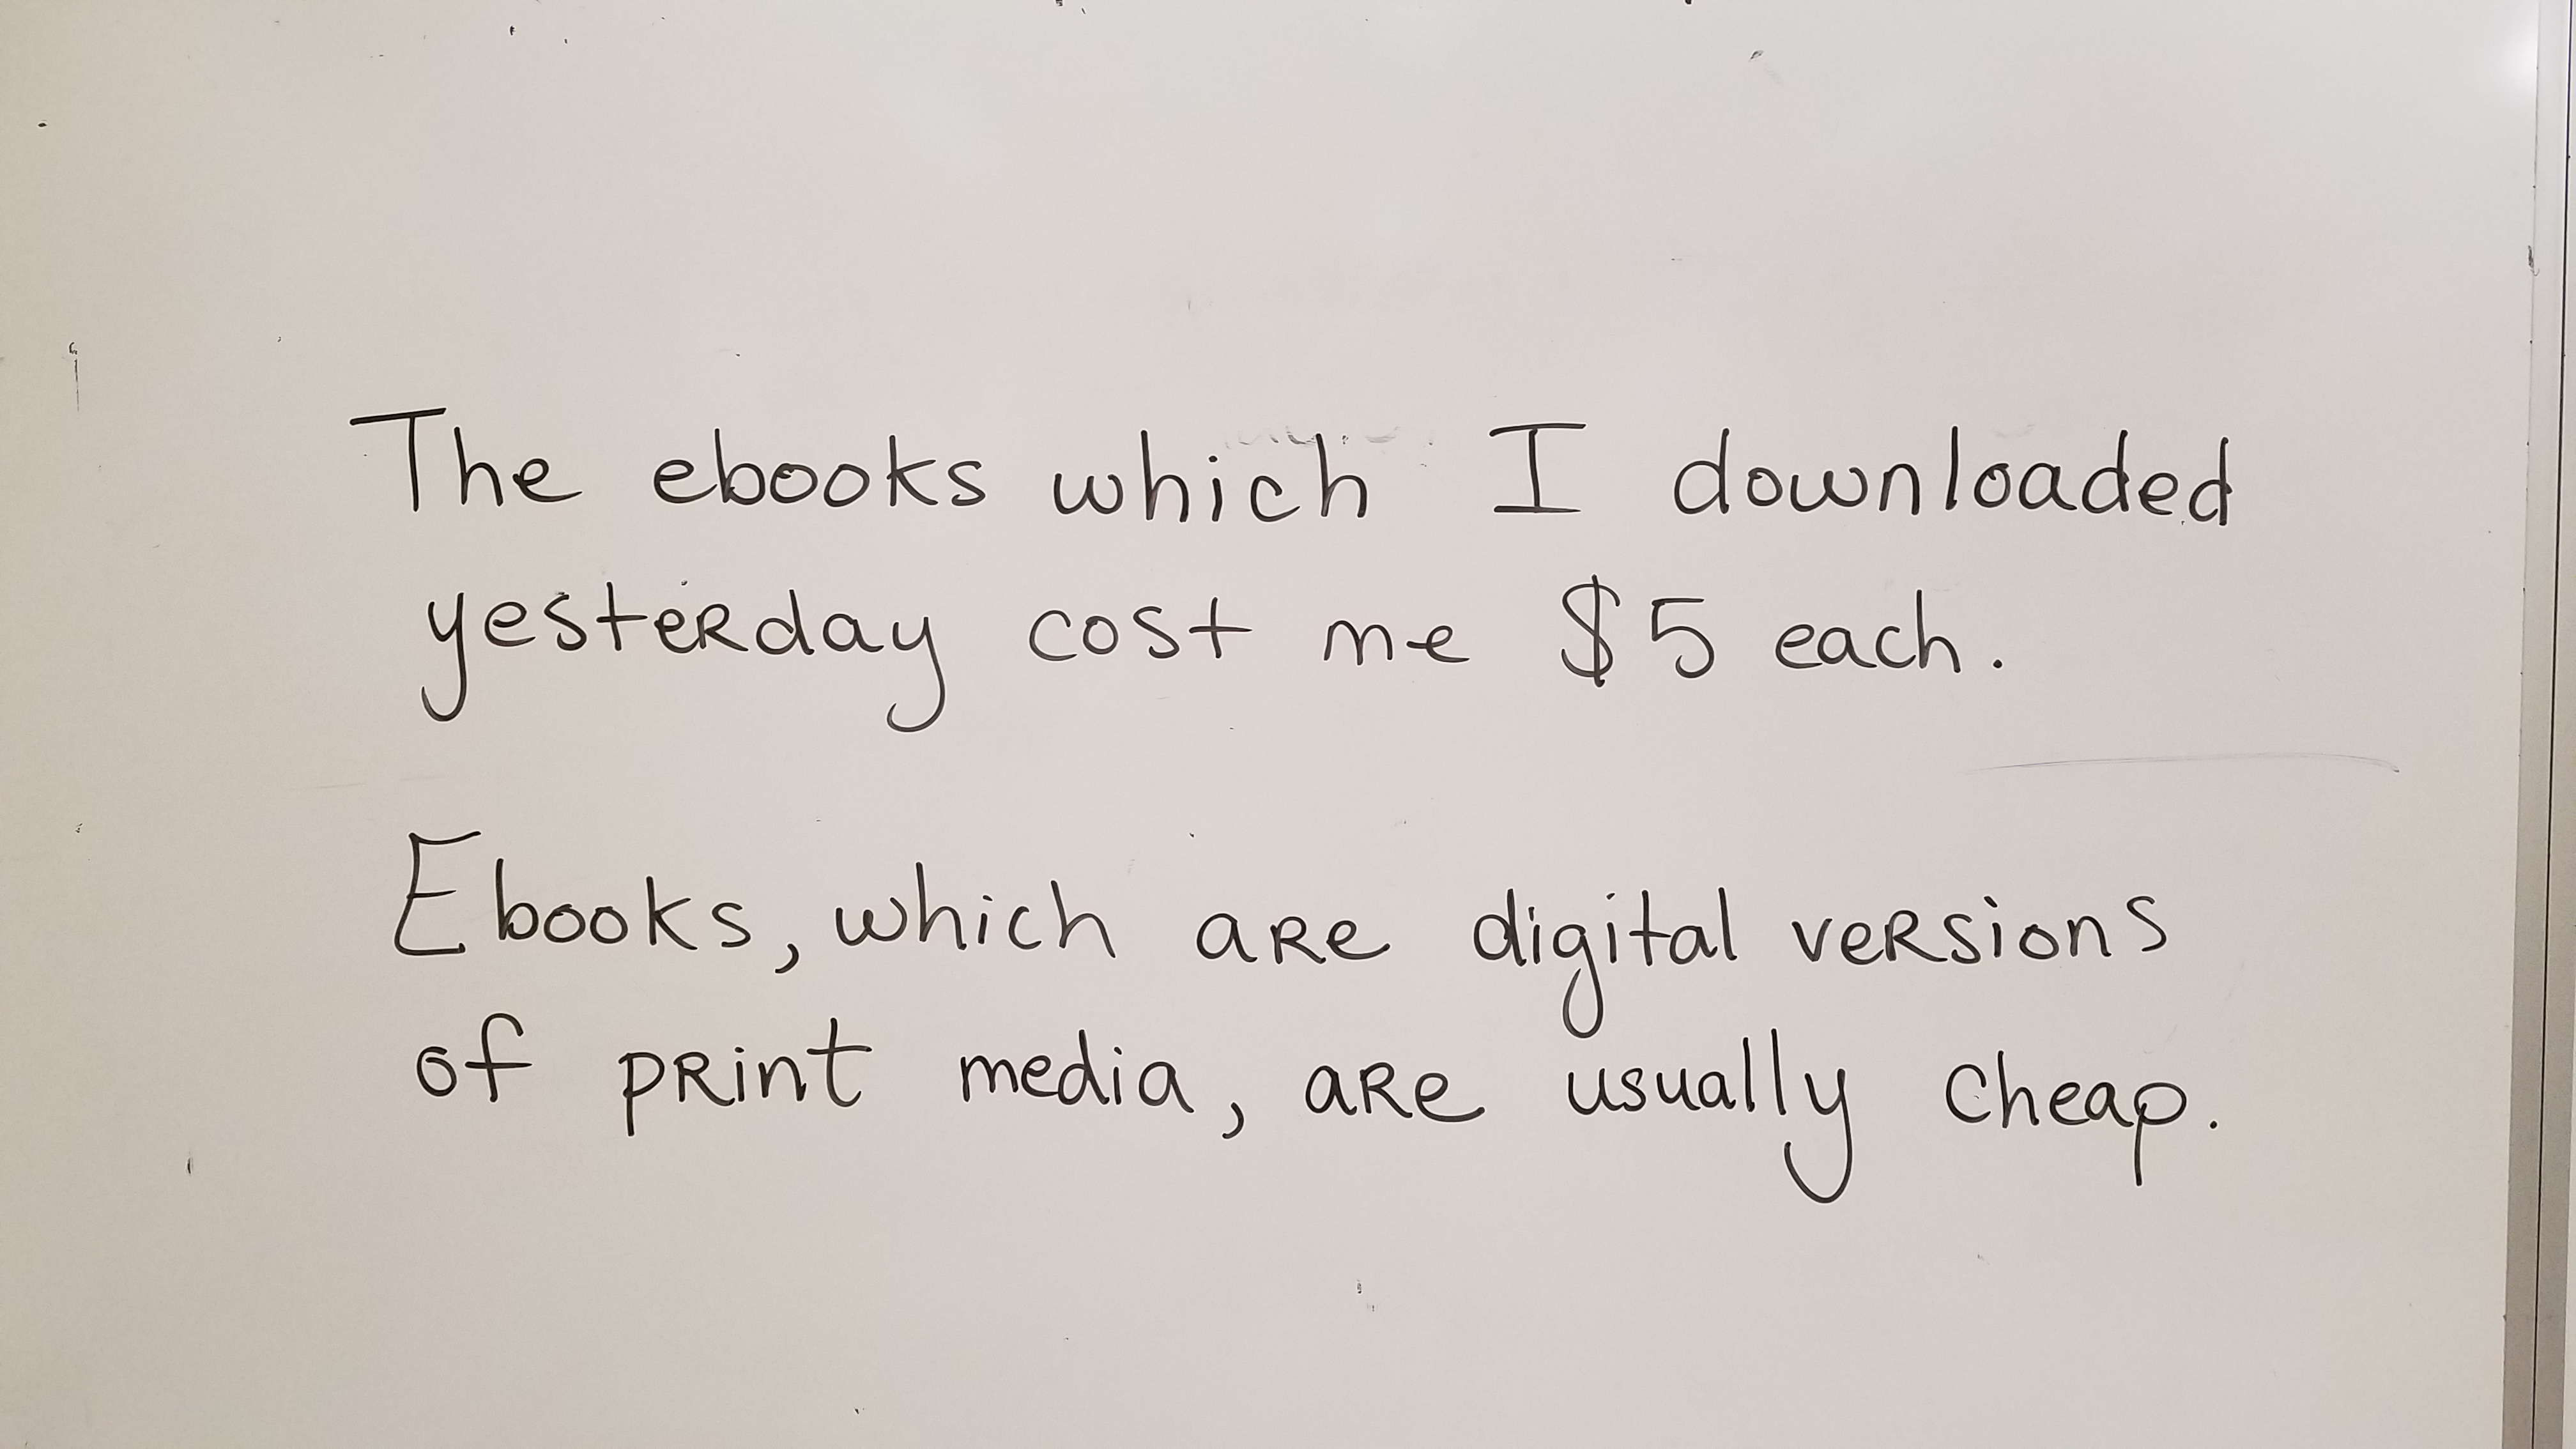 The ebooks which I downloaded
yesterday cost me $5 each.
Ebooks, which are digital versions
of print media, are usually cheap.